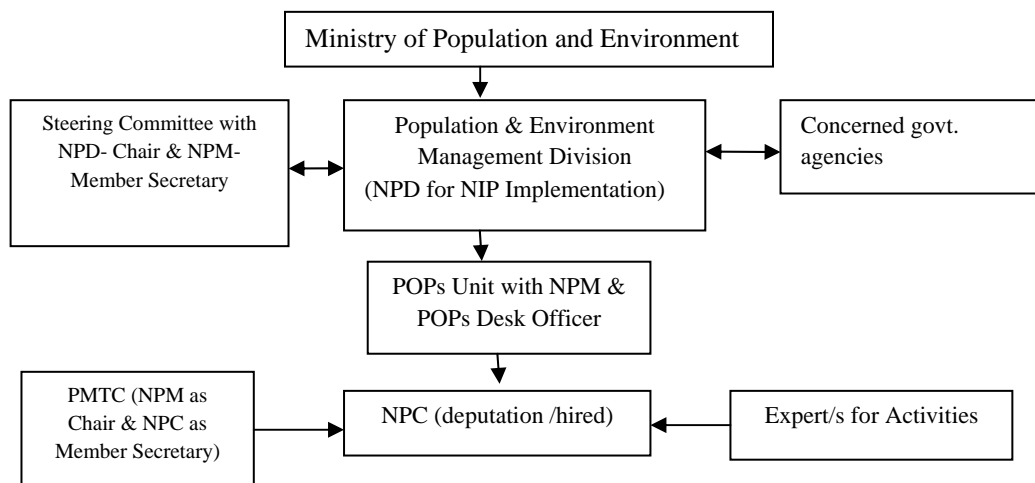 Ministry of Population and Environment
Steering Committee with
NPD- Chair & NPM-
Member Secretary
Population & Environment
Management Division
(NPD for NIP Implementation)
Concerned govt.
agencies
POPs Unit with NPM &
POPs Desk Officer
PMTC (NPM as
Chair & NPC as
Member Secretary)
NPC (deputation /hired)
Expert/s for Activities